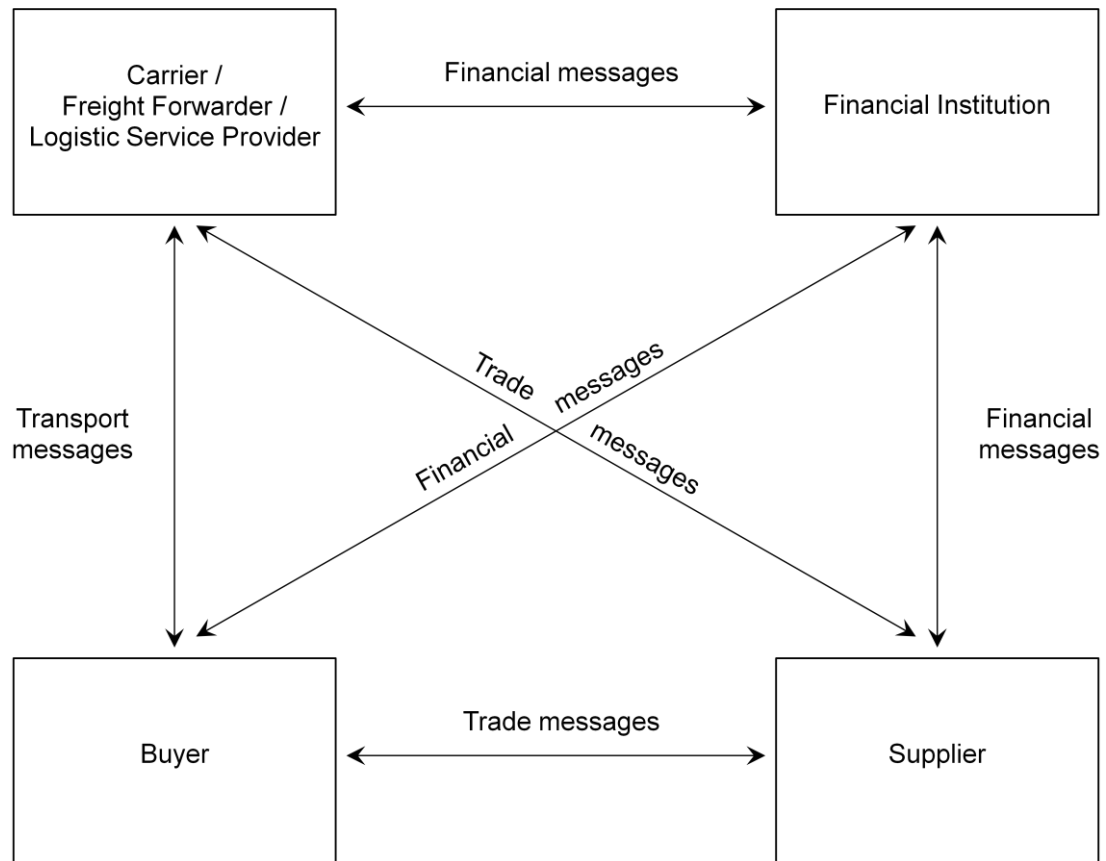 Carrier /
Freight Forwarder /
Logistic Service Provider
Financial messages
Financial Institution
Trade messages
Financial messages
Transport
messages
Financial
messages
Buyer
Trade messages
Supplier